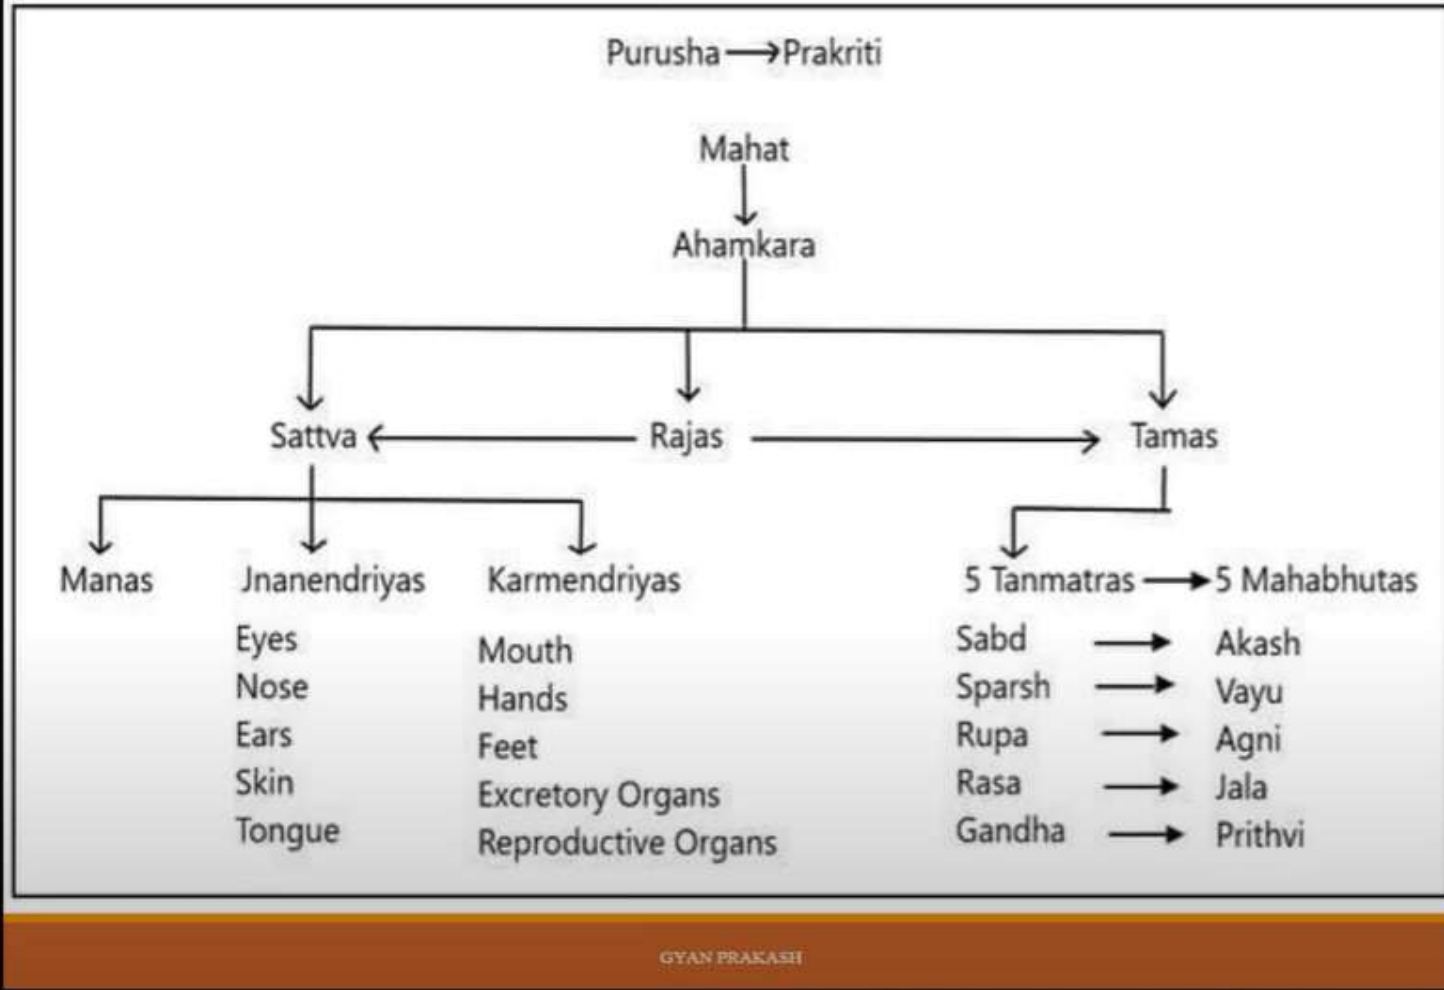 Purusha → Prakriti
Mahat
Ahamkara
Sattva ← Rajas → Tamas
Manas
Jnanendriyas
Eyes
Nose
Ears
Skin
Tongue
Karmendriyas
Mouth
Hands
Feet
Excretory Organs
Reproductive Organs
5 Tanmatras → 5 Mahabhutas
Sabd → Akash
Sparsh → Vayu
Rupa → Agni
Rasa → Jala
Gandha → Prithvi
GYAN PRAKASH